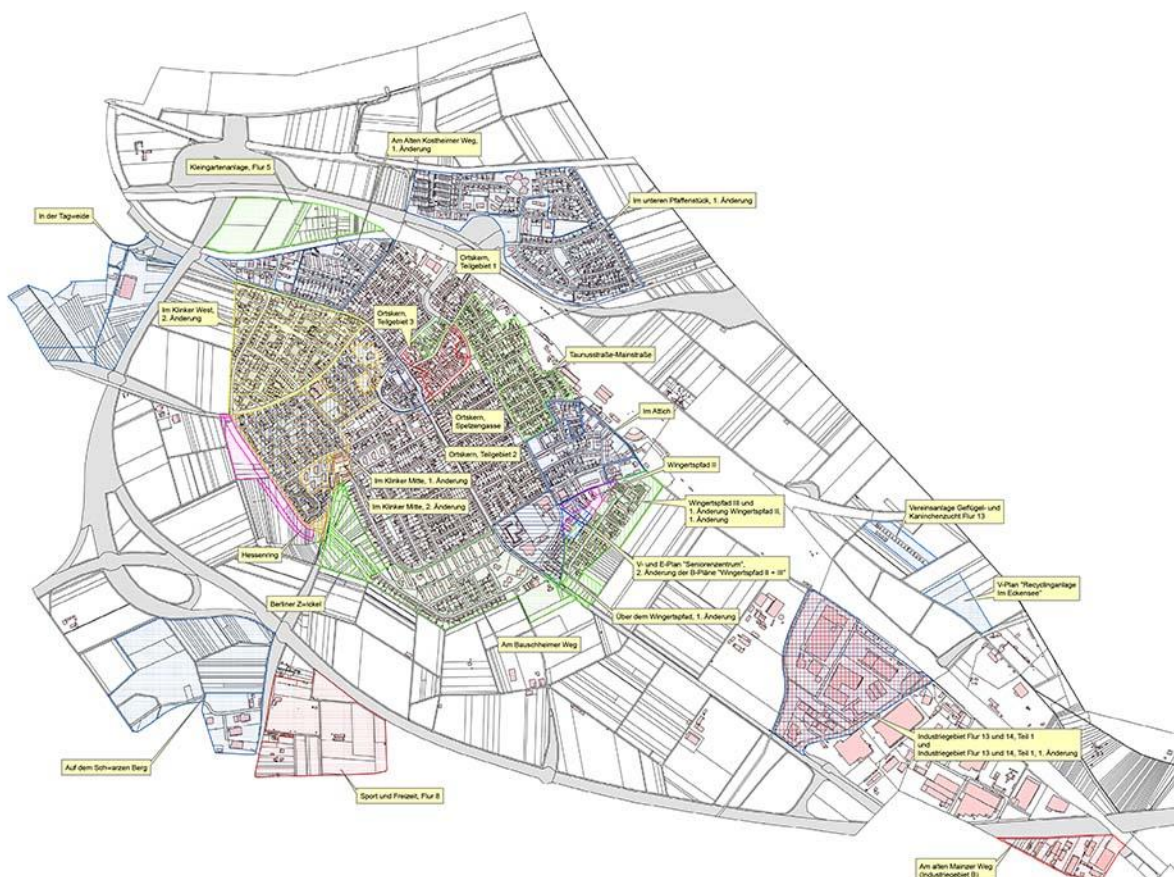 Am Alten Kostheimer Weg,
1. Änderung
Kleingartenanlage, Flur 5
Im unteren Pfaffenstück, 1. Änderung
In der Tagweide
Ortskern,
Teilgebiet 1
Im Klinker West,
2. Änderung
Ortskern,
Teilgebiet 3
Taunusstraße-Mainstraße
Ortskern,
Spelzengasse
Im Attich
Ortskern, Teilgebiet 2
Wingertspfad II
Im Klinker Mitte, 1. Änderung
Im Klinker Mitte, 2. Änderung
Wingertspfad III und
1. Änderung Wingertspfad II,
1. Änderung
Vereinsanlage Geflügel- und
Kaninchenzucht Flur 13
Hessenring
V- und E-Plan "Seniorenzentrum",
2. Änderung der B-Pläne "Wingertspfad II + III"
V-Plan "Recyclinganlage
Im Eckensee"
Berliner Zwickel
Über dem Wingertspfad, 1. Änderung
Am Bauschheimer Weg
Industriegebiet Flur 13 und 14, Teil 1
und
Industriegebiet Flur 13 und 14, Teil 1, 1. Änderung
Auf dem Schwarzen Berg
Sport und Freizeit, Flur 8
Am alten Mainzer Weg
(Industriegebiet B)